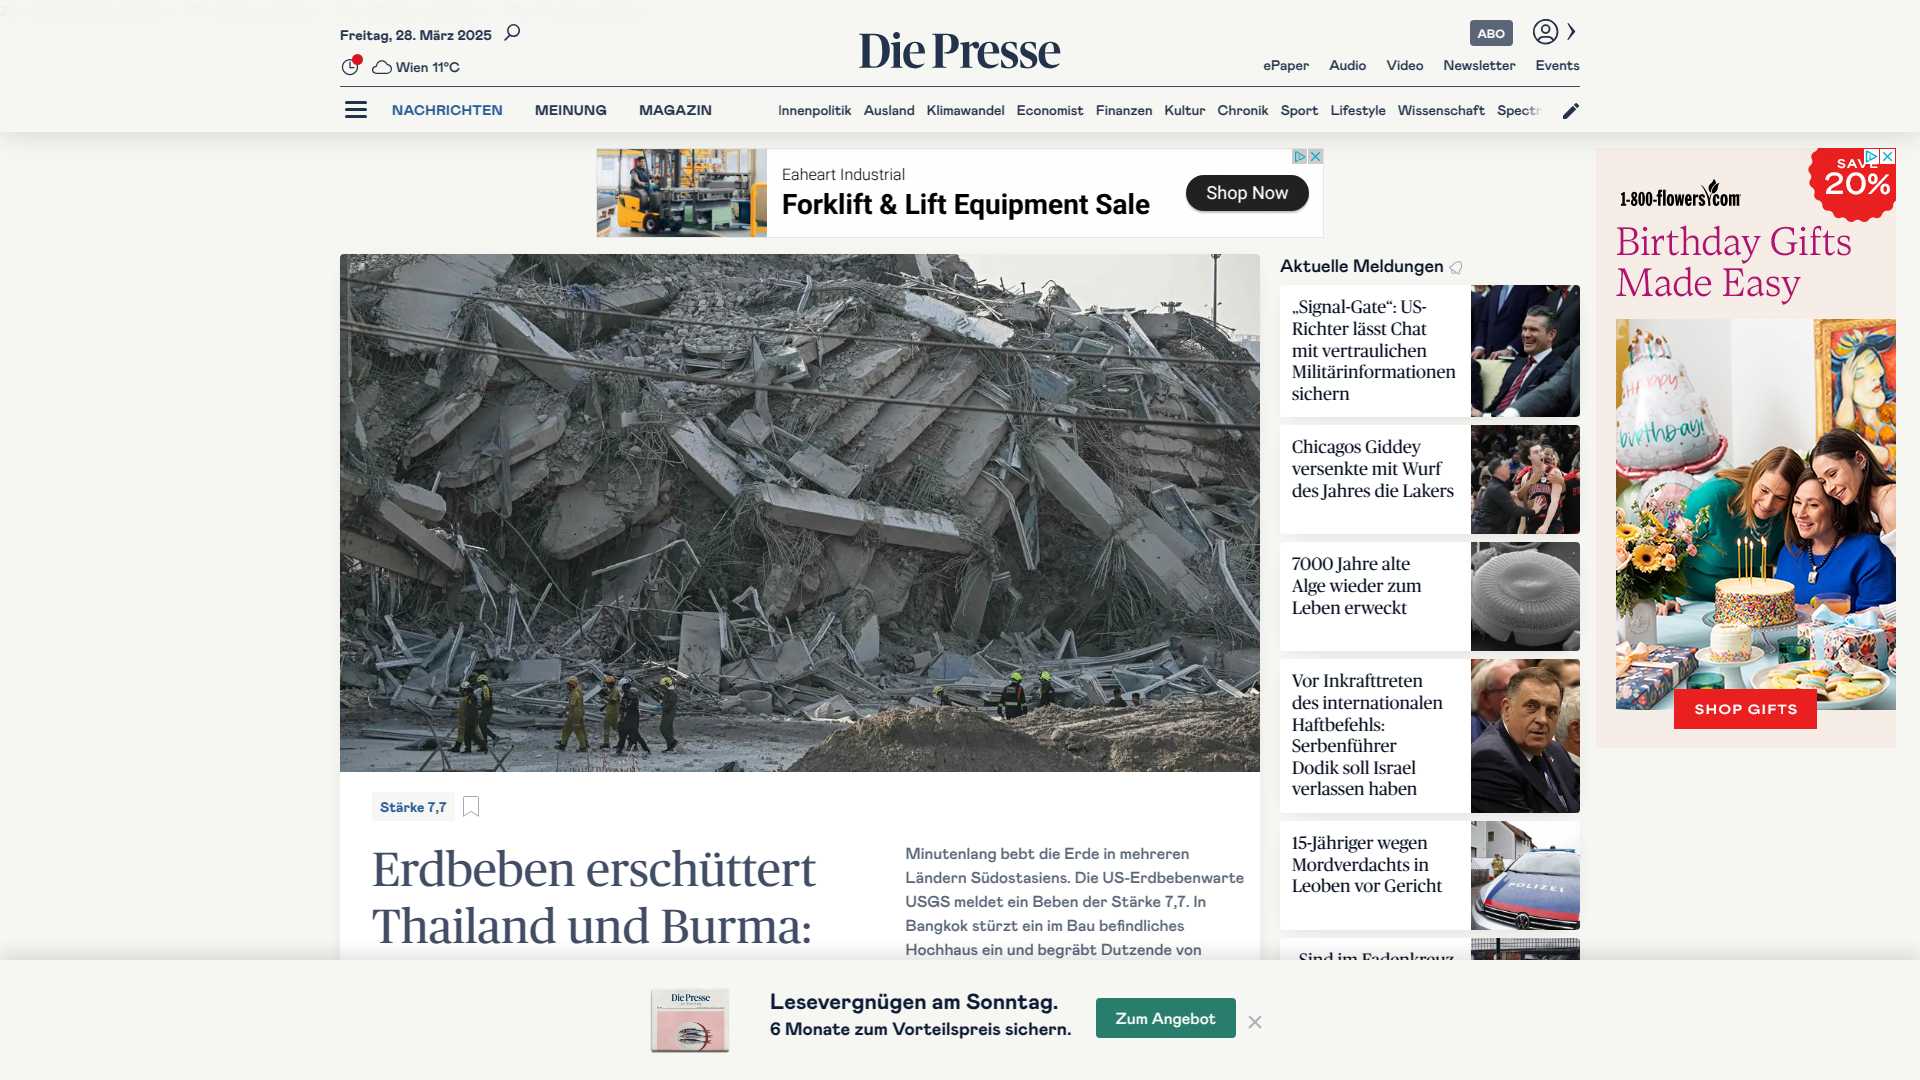 Freitag, 28. März 2025
Wien 11°C
Die Presse
ABO
ePaper Audio Video Newsletter Events
NACHRICHTEN MEINUNG MAGAZIN
Innenpolitik Ausland Klimawandel Economist Finanzen Kultur Chronik Sport Lifestyle Wissenschaft
Eaheart Industrial
Forklift & Lift Equipment Sale
Shop Now
SAVE
20%
1-800-flowers.com
Birthday Gifts
Made Easy
HAPPY
birthday!
SHOP GIFTS
Aktuelle Meldungen
„Signal-Gate“: US-
Richter lässt Chat
mit vertraulichen
Militärinformationen
sichern
Chicagos Giddey
versenkte mit Wurf
des Jahres die Lakers
7000 Jahre alte
Alge wieder zum
Leben erweckt
Vor Inkrafttreten
des internationalen
Haftbefehls:
Serbenführer
Dodik soll Israel
verlassen haben
15-Jähriger wegen
Mordverdachts in
Leoben vor Gericht
POLIZEI
„Sind im Fadenkreuz
Stärke 7,7
Erdbeben erschüttert
Thailand und Burma:
Minutenlang bebt die Erde in mehreren
Ländern Südostasiens. Die US-Erdbebenwarte
USGS meldet ein Beben der Stärke 7,7. In
Bangkok stürzt ein im Bau befindliches
Hochhaus ein und begräbt Dutzende von
Die Presse
Lesevergnügen am Sonntag.
6 Monate zum Vorteilspreis sichern.
Zum Angebot